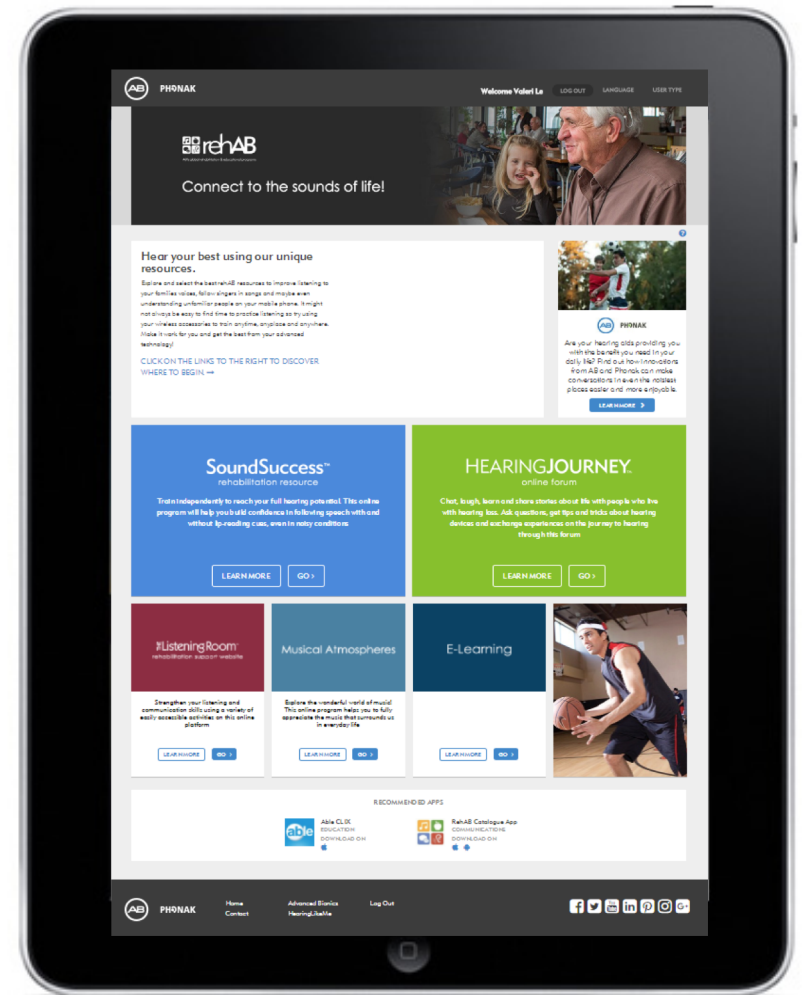 AB PHONAK
Welcome Valeri Le LOG OUT LANGUAGE USER TYPE
rehAB
Connect to the sounds of life!
Hear your best using our unique
resources.
Explore and select the best rehAB resources to improve listening to
your families voices, follow singers in songs and maybe even
understanding unfamiliar people on your mobile phone. It might
not always be easy to find time to practice listening so try using
your wireless accessories to train anytime, anyplace and anywhere.
Make it work for you and get the best from your advanced
technology!
CLICK ON THE LINKS TO THE RIGHT TO DISCOVER
WHERE TO BEGIN. →
?
AB PHONAK
Are your hearing aids providing you
with the benefit you need in your
daily life? Find out how innovations
from AB and Phonak can make
conversations in even the noisiest
places easier and more enjoyable.
LEARN MORE >
SoundSuccess™
rehabilitation resource
Train independently to reach your full hearing potential. This online
program will help you build confidence in following speech with and
without lip-reading cues, even in noisy conditions
LEARN MORE GO >
HEARINGJOURNEY™
online forum
Chat, laugh, learn and share stories about life with people who live
with hearing loss. Ask questions, get tips and tricks about hearing
devices and exchange experiences on the journey to hearing
through this forum
LEARN MORE GO >
The Listening Room™
rehabilitation support website
Strengthen your listening and
communication skills using a variety of
easily accessible activities on this online
platform
LEARN MORE GO >
Musical Atmospheres
Explore the wonderful world of music!
This online program helps you to fully
appreciate the music that surrounds us
in everyday life
LEARN MORE GO >
E-Learning
LEARN MORE GO >
RECOMMENDED APPS
able
Able CLIX
EDUCATION
DOWNLOAD ON
RehAB Catalogue App
COMMUNICATIONS
DOWNLOAD ON
AB PHONAK
Home Advanced Bionics Log Out
Contact HearingLikeMe
f You Tube in P G+